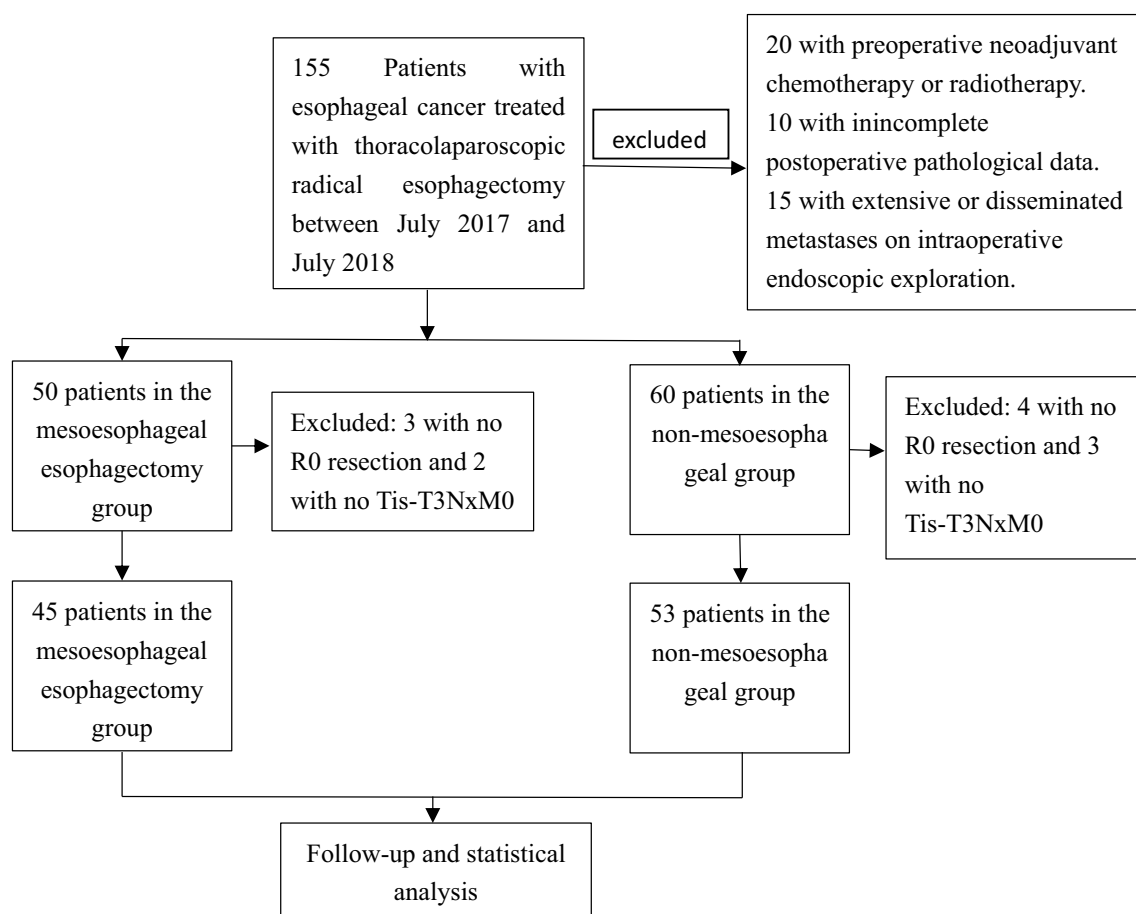 155 Patients with
esophageal cancer treated
with thoracolaparoscopic
radical esophagectomy
between July 2017 and
July 2018
excluded
20 with preoperative neoadjuvant
chemotherapy or radiotherapy.
10 with inincomplete
postoperative pathological data.
15 with extensive or disseminated
metastases on intraoperative
endoscopic exploration.
50 patients in the
mesoesophageal
esophagectomy
group
Excluded: 3 with no
R0 resection and 2
with no Tis-T3NxM0
60 patients in the
non-mesoesopha
geal group
Excluded: 4 with no
R0 resection and 3
with no
Tis-T3NxM0
45 patients in the
mesoesophageal
esophagectomy
group
53 patients in the
non-mesoesopha
geal group
Follow-up and statistical
analysis